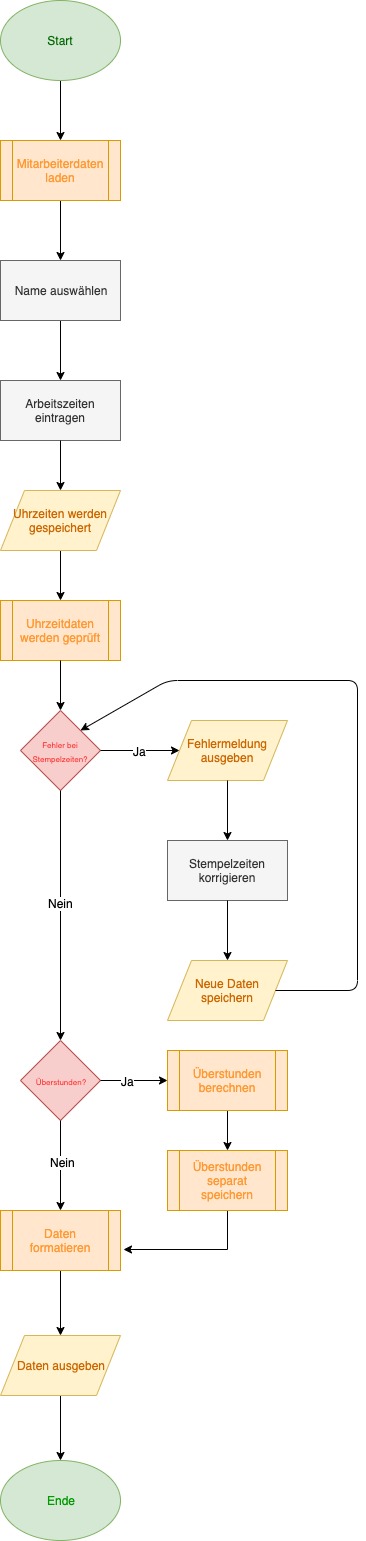 Start
Mitarbeiterdaten
laden
Name auswählen
Arbeitszeiten
eintragen
Uhrzeiten werden
gespeichert
Uhrzeitdaten
werden geprüft
Fehler bei
Stempelzeiten?
Ja
Fehlermeldung
ausgeben
Stempelzeiten
korrigieren
Nein
Neue Daten
speichern
Überstunden?
Ja
Überstunden
berechnen
Nein
Überstunden
separat
speichern
Daten
formatieren
Daten ausgeben
Ende